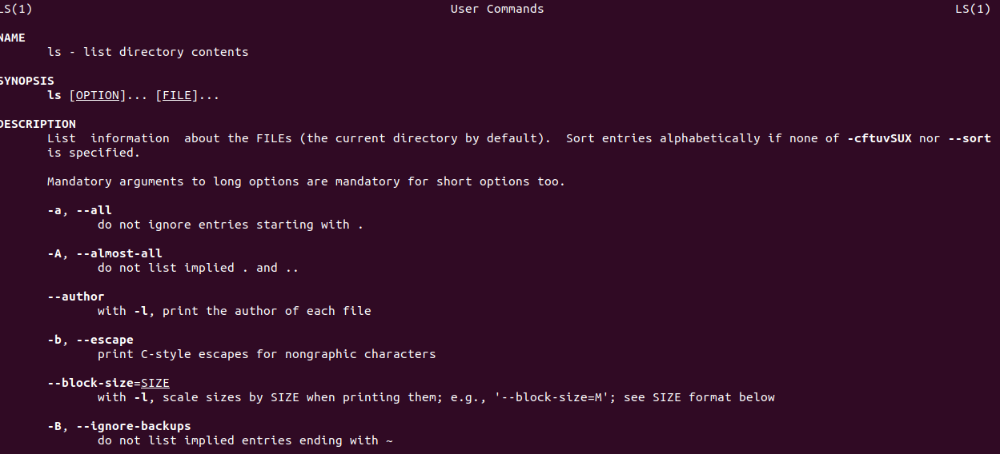 LS(1) User Commands LS(1)
NAME
ls - list directory contents
SYNOPSIS
ls [OPTION]... [FILE]...
DESCRIPTION
List  information  about the FILEs (the current directory by default).  Sort entries alphabetically if none of -cftuvSUX nor --sort
is specified.
Mandatory arguments to long options are mandatory for short options too.
-a, --all
do not ignore entries starting with .
-A, --almost-all
do not list implied . and ..
--author
with -l, print the author of each file
-b, --escape
print C-style escapes for nongraphic characters
--block-size=SIZE
with -l, scale sizes by SIZE when printing them; e.g., '--block-size=M'; see SIZE format below
-B, --ignore-backups
do not list implied entries ending with ~